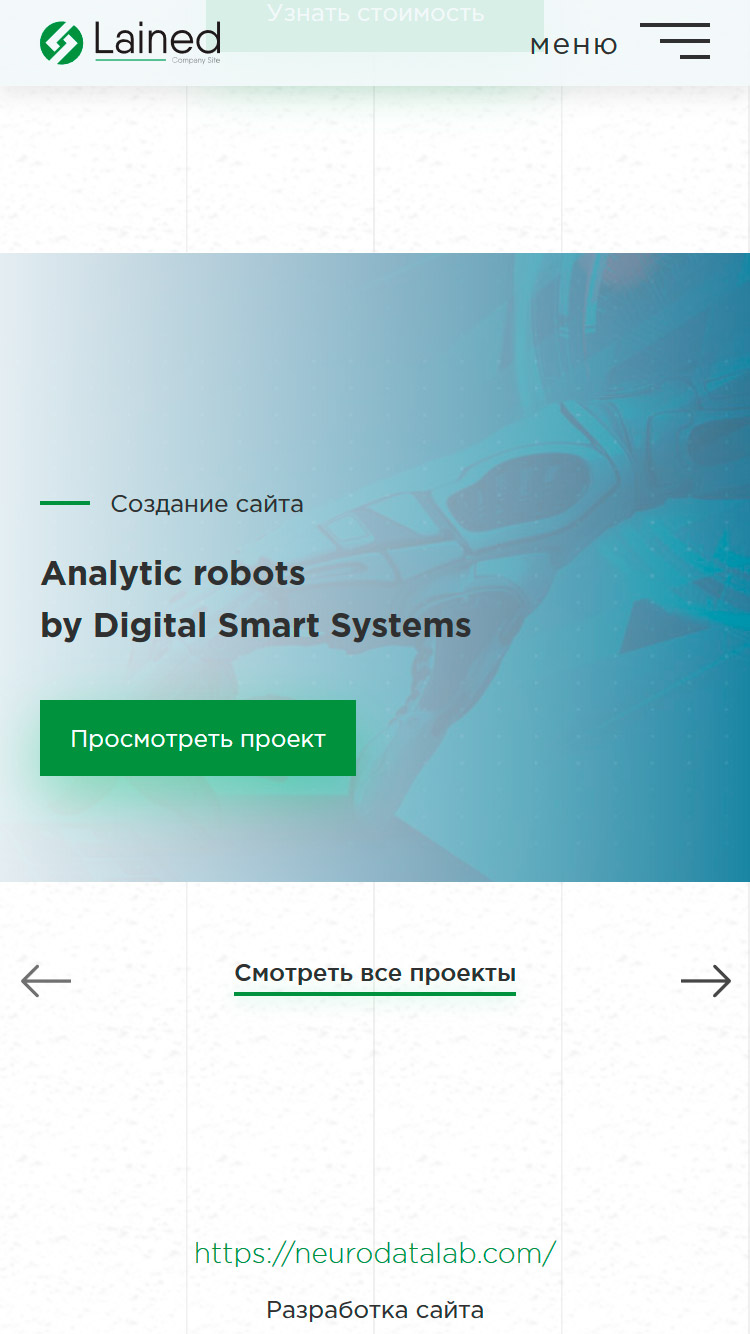 Узнать стоимость
Lained
Company Site
меню
Создание сайта
Analytic robots
by Digital Smart Systems
Просмотреть проект
Смотреть все проекты
https://neurodatalab.com/
Разработка сайта